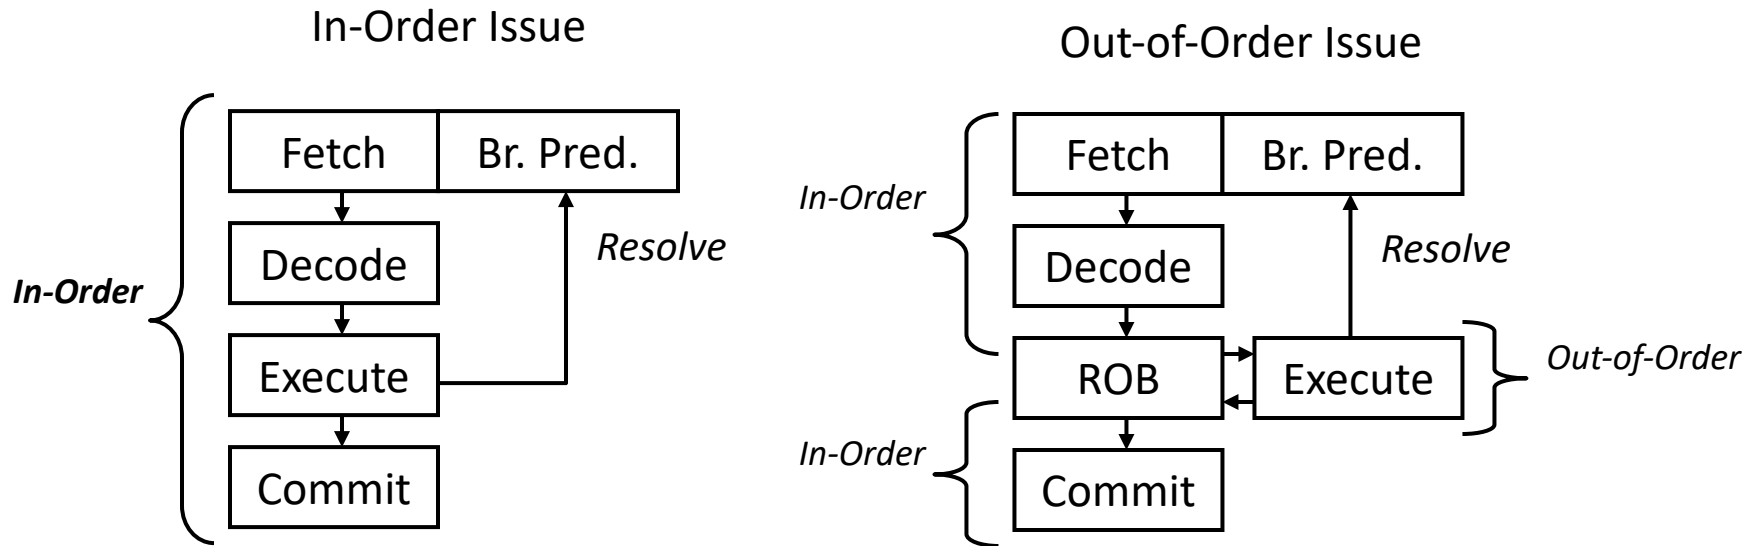 In-Order Issue
Fetch
Br. Pred.
Decode
Resolve
In-Order
Execute
Commit
Out-of-Order Issue
Fetch
Br. Pred.
In-Order
Decode
Resolve
ROB
Execute
Out-of-Order
In-Order
Commit